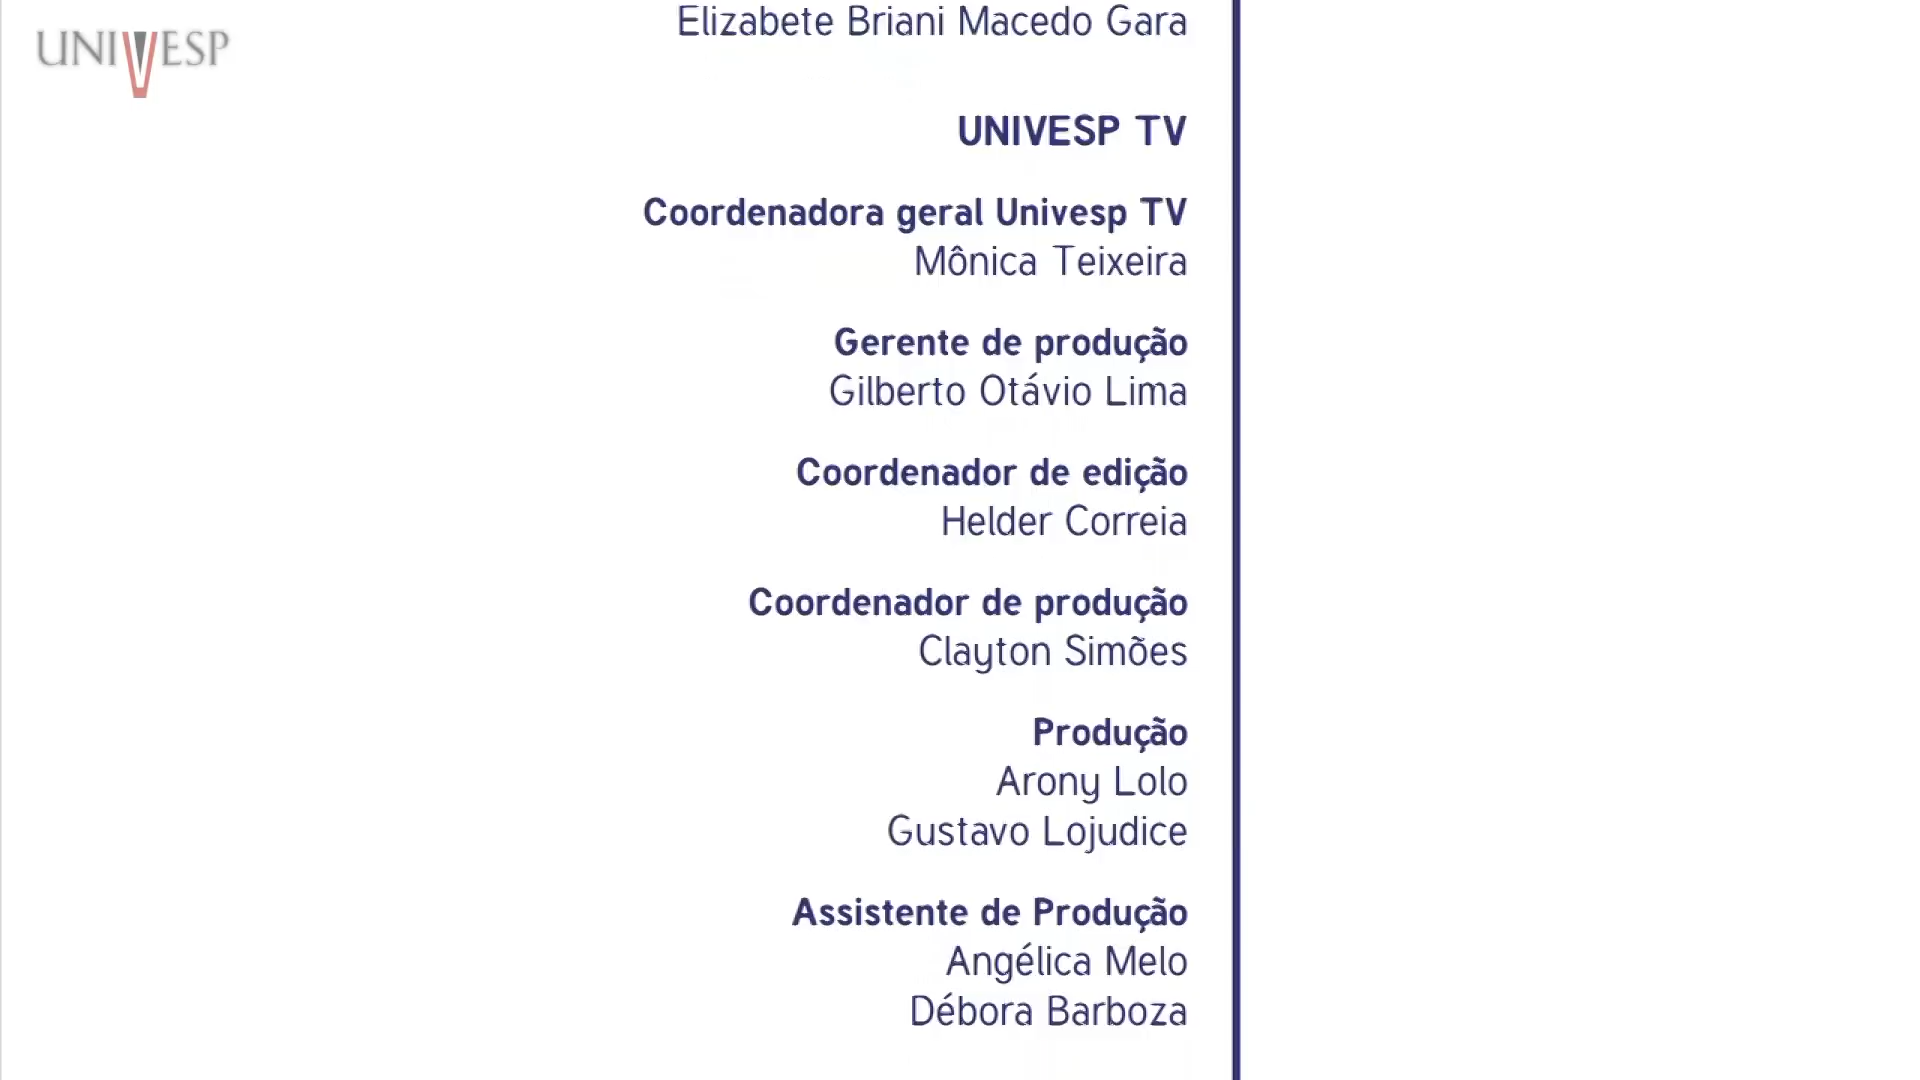 UNIVESP
Elizabete Briani Macedo Gara
UNIVESP TV
Coordenadora geral Univesp TV
Mônica Teixeira
Gerente de produção
Gilberto Otávio Lima
Coordenador de edição
Helder Correia
Coordenador de produção
Clayton Simões
Produção
Arony Lolo
Gustavo Lojudice
Assistente de Produção
Angélica Melo
Débora Barboza